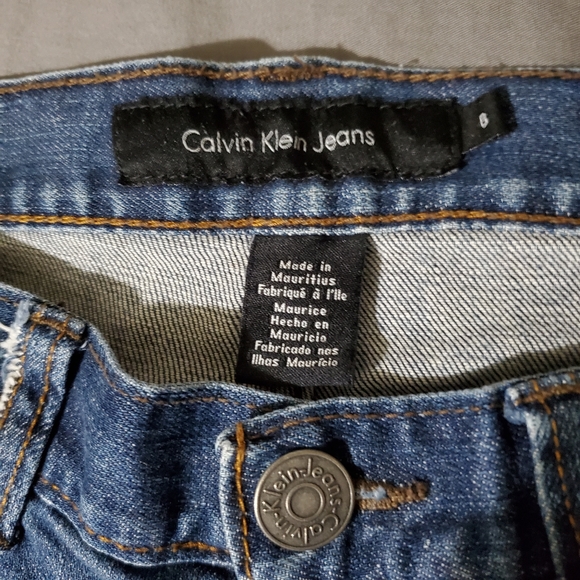 Calvin Klein Jeans
6
Made in
Mauritius
Fabriqué à l'Ile
Maurice
Hecho en
Mauricio
Fabricado nas
Ilhas Maurício
Calvin-Klein-Jeans-